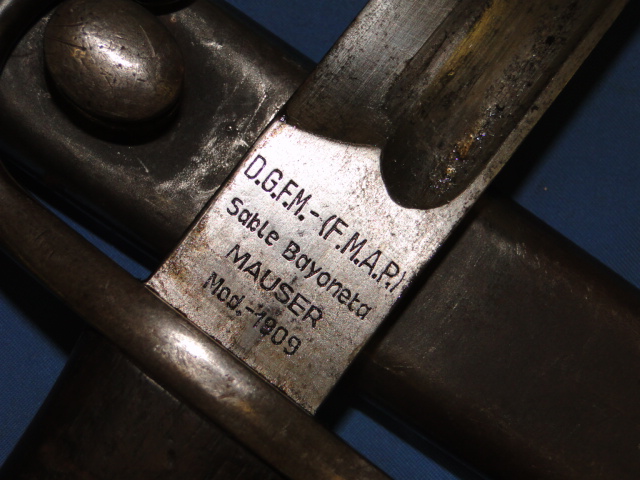 D.G.F.M.-(F.M.A.P.)
Sable Bayoneta
MAUSER
Mod.-1909